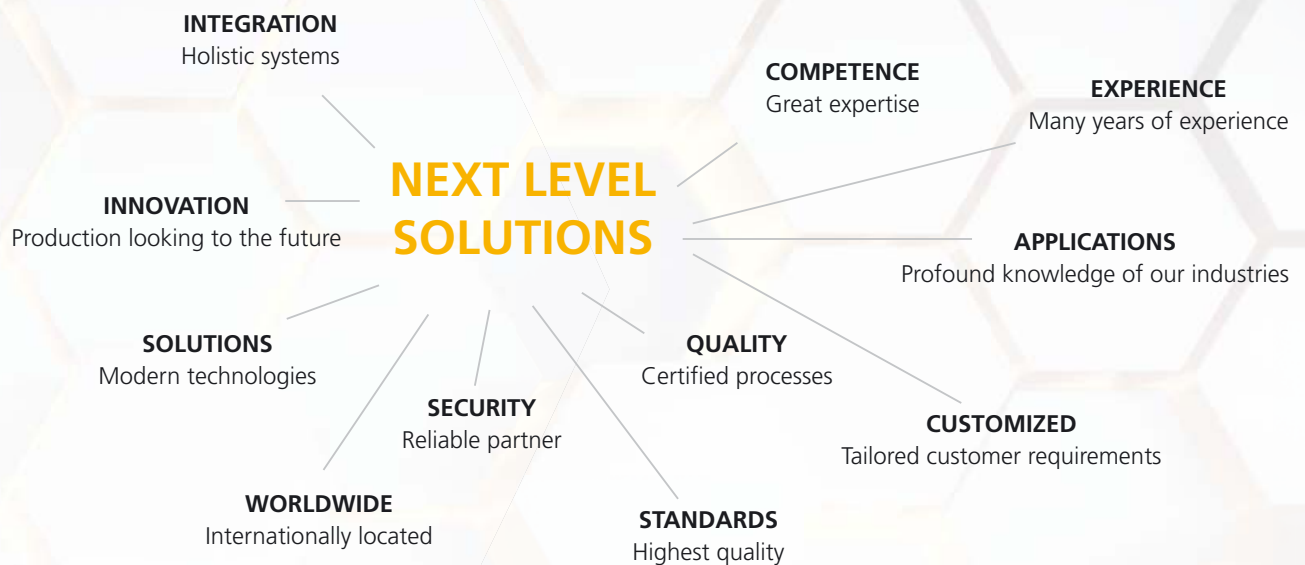 INTEGRATION
Holistic systems
COMPETENCE
Great expertise
EXPERIENCE
Many years of experience
NEXT LEVEL
SOLUTIONS
INNOVATION
Production looking to the future
APPLICATIONS
Profound knowledge of our industries
SOLUTIONS
Modern technologies
QUALITY
Certified processes
SECURITY
Reliable partner
CUSTOMIZED
Tailored customer requirements
WORLDWIDE
Internationally located
STANDARDS
Highest quality